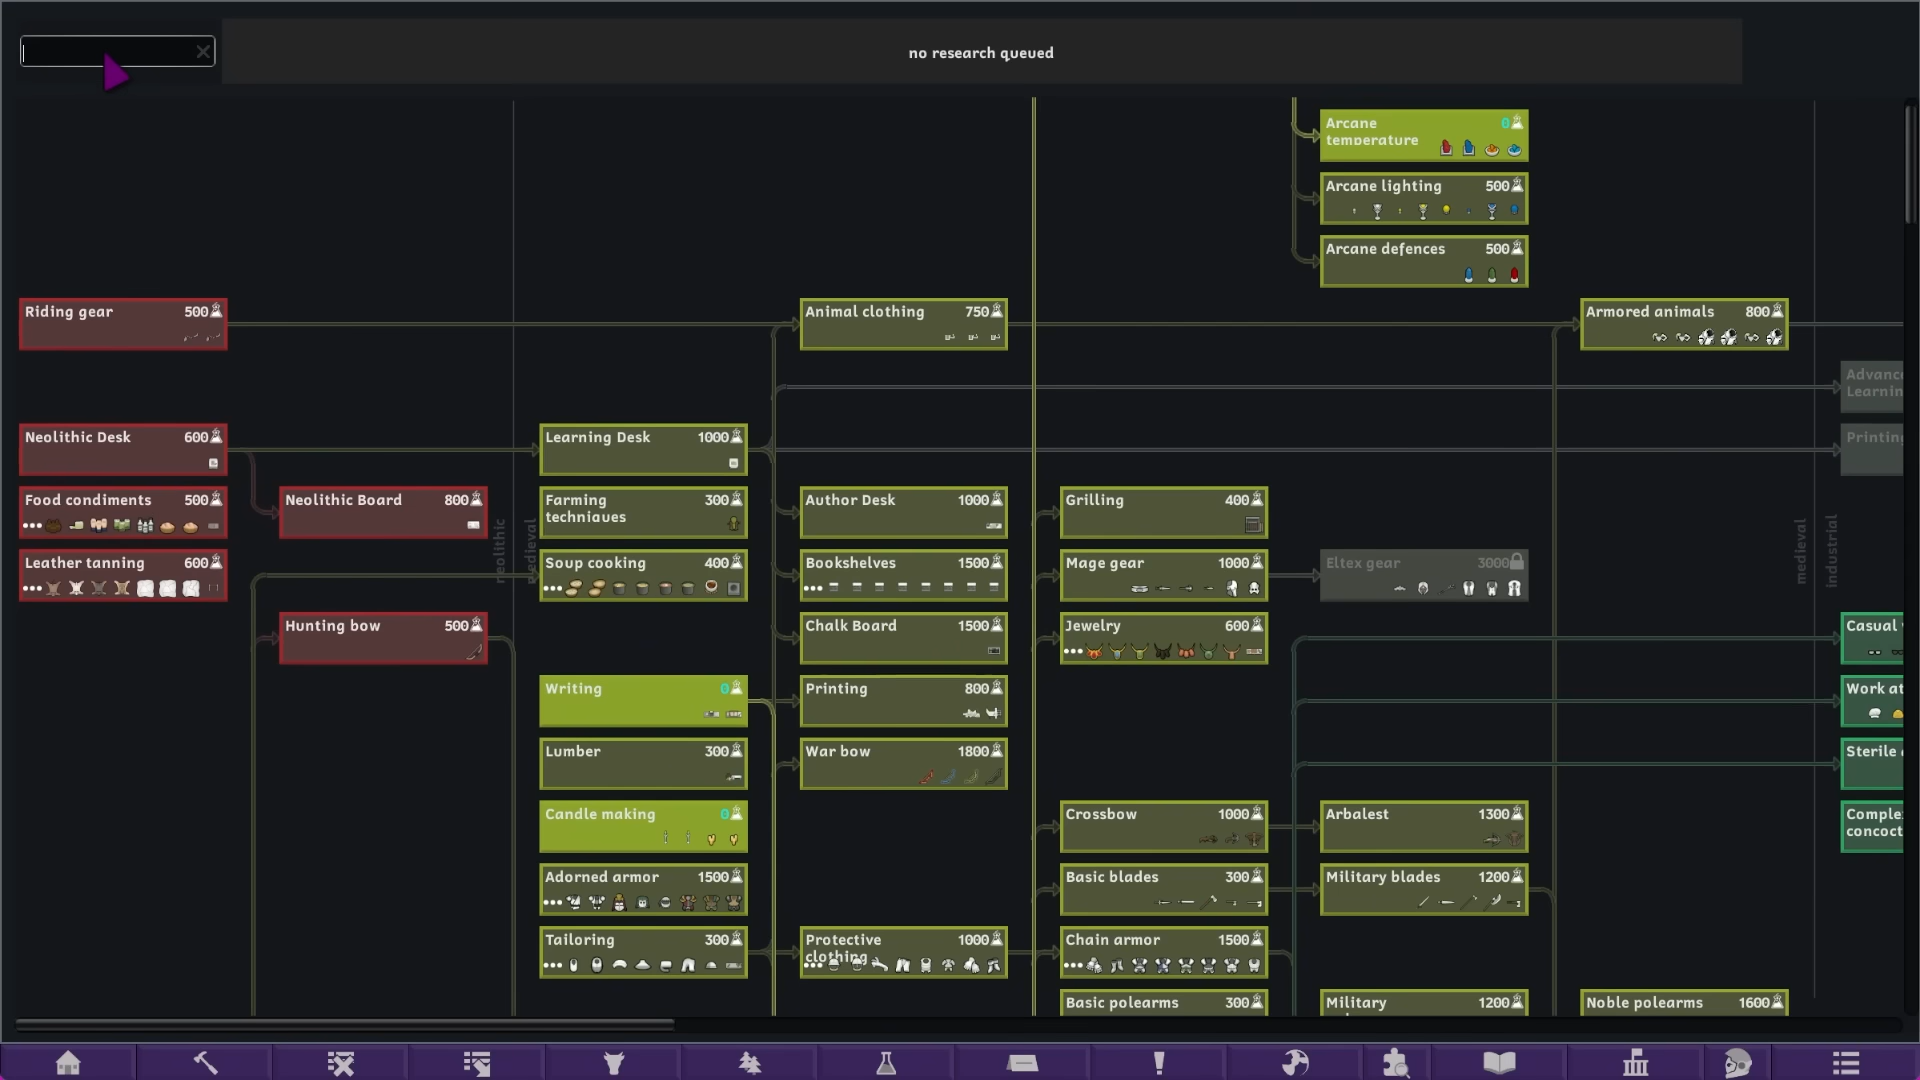 no research queued
Arcane
temperature
0
Arcane lighting 500
Arcane defences 500
Riding gear 500
Animal clothing 750
Armored animals 800
Advanc
Learnin
Neolithic Desk 600
Learning Desk 1000
Printing
Food condiments 500
Neolithic Board 800
Farming
techniques
300
Author Desk 1000
Grilling 400
neolithic
medieval
medieval
industrial
Leather tanning 600
Soup cooking 400
Bookshelves 1500
Mage gear 1000
Eltex gear 3000
Hunting bow 500
Chalk Board 1500
Jewelry 600
Casual
Writing 0
Printing 800
Work at
Lumber 300
War bow 1800
Sterile
Candle making 0
Crossbow 1000
Arbalest 1300
Comple
concoct
Adorned armor 1500
Basic blades 300
Military blades 1200
Tailoring 300
Protective
clothing
1000
Chain armor 1500
Basic polearms 300
Military 1200
Noble polearms 1600